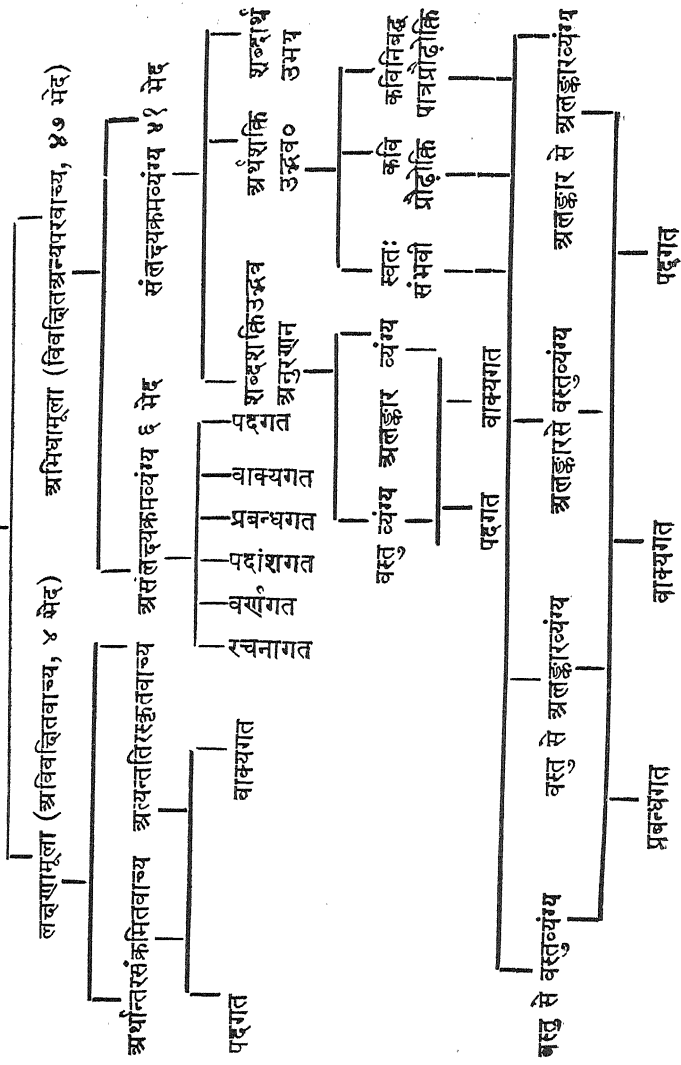 लक्षणामूला (अविवक्षितवाच्य, ४ भेद)
अभिधामूला (विवक्षितअन्यपरवाच्य, ४७ भेद)
अर्थान्तरसंक्रमितवाच्य
अत्यन्ततिरस्कृतवाच्य
असंलक्ष्यक्रमव्यंग्य ६ भेद
संलक्ष्यक्रमव्यंग्य ४१ भेद
पदगत
वाक्यगत
रचनागत
वर्णगत
पदांशगत
प्रबन्धगत
वाक्यगत
पदगत
शब्दशक्तिउद्भव
अनुरणन
अर्थशक्ति
उद्भव०
शब्दार्थ
उभय
वस्तु व्यंग्य
अलङ्कार व्यंग्य
स्वतः
संभवी
कवि
प्रौढ़ोक्ति
कविनिबद्ध
पात्रप्रौढ़ोक्ति
पदगत
वाक्यगत
वस्तु से वस्तुव्यंग्य
वस्तु से अलङ्कारव्यंग्य
अलङ्कारसे वस्तुव्यंग्य
अलङ्कार से अलङ्कारव्यंग्य
प्रबन्धगत
वाक्यगत
पदगत